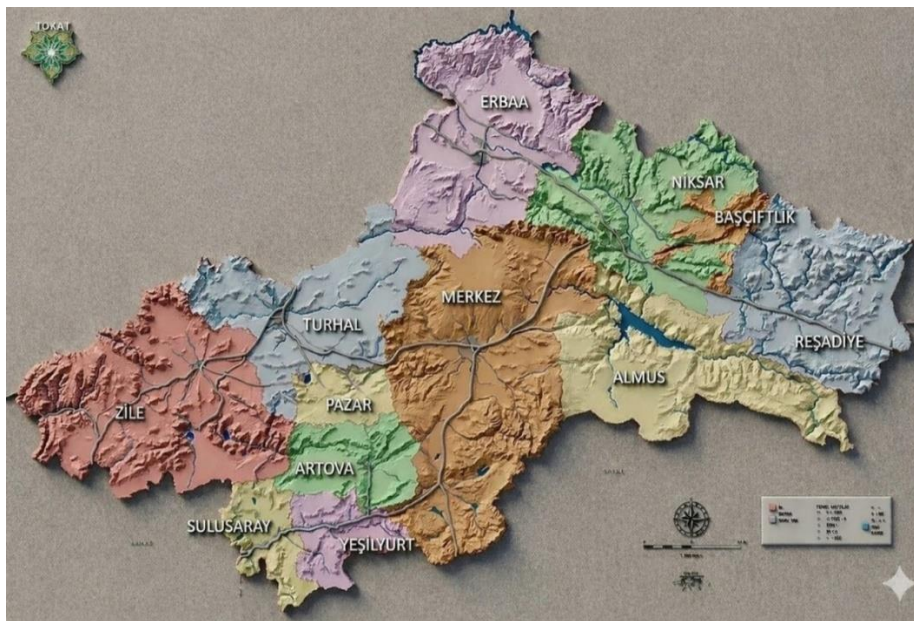 TOKAT
ERBAA
NİKSAR
BAŞÇİFTLİK
MERKEZ
TURHAL
REŞADİYE
ALMUS
PAZAR
ZİLE
ARTOVA
SULUSARAY
YEŞİLYURT